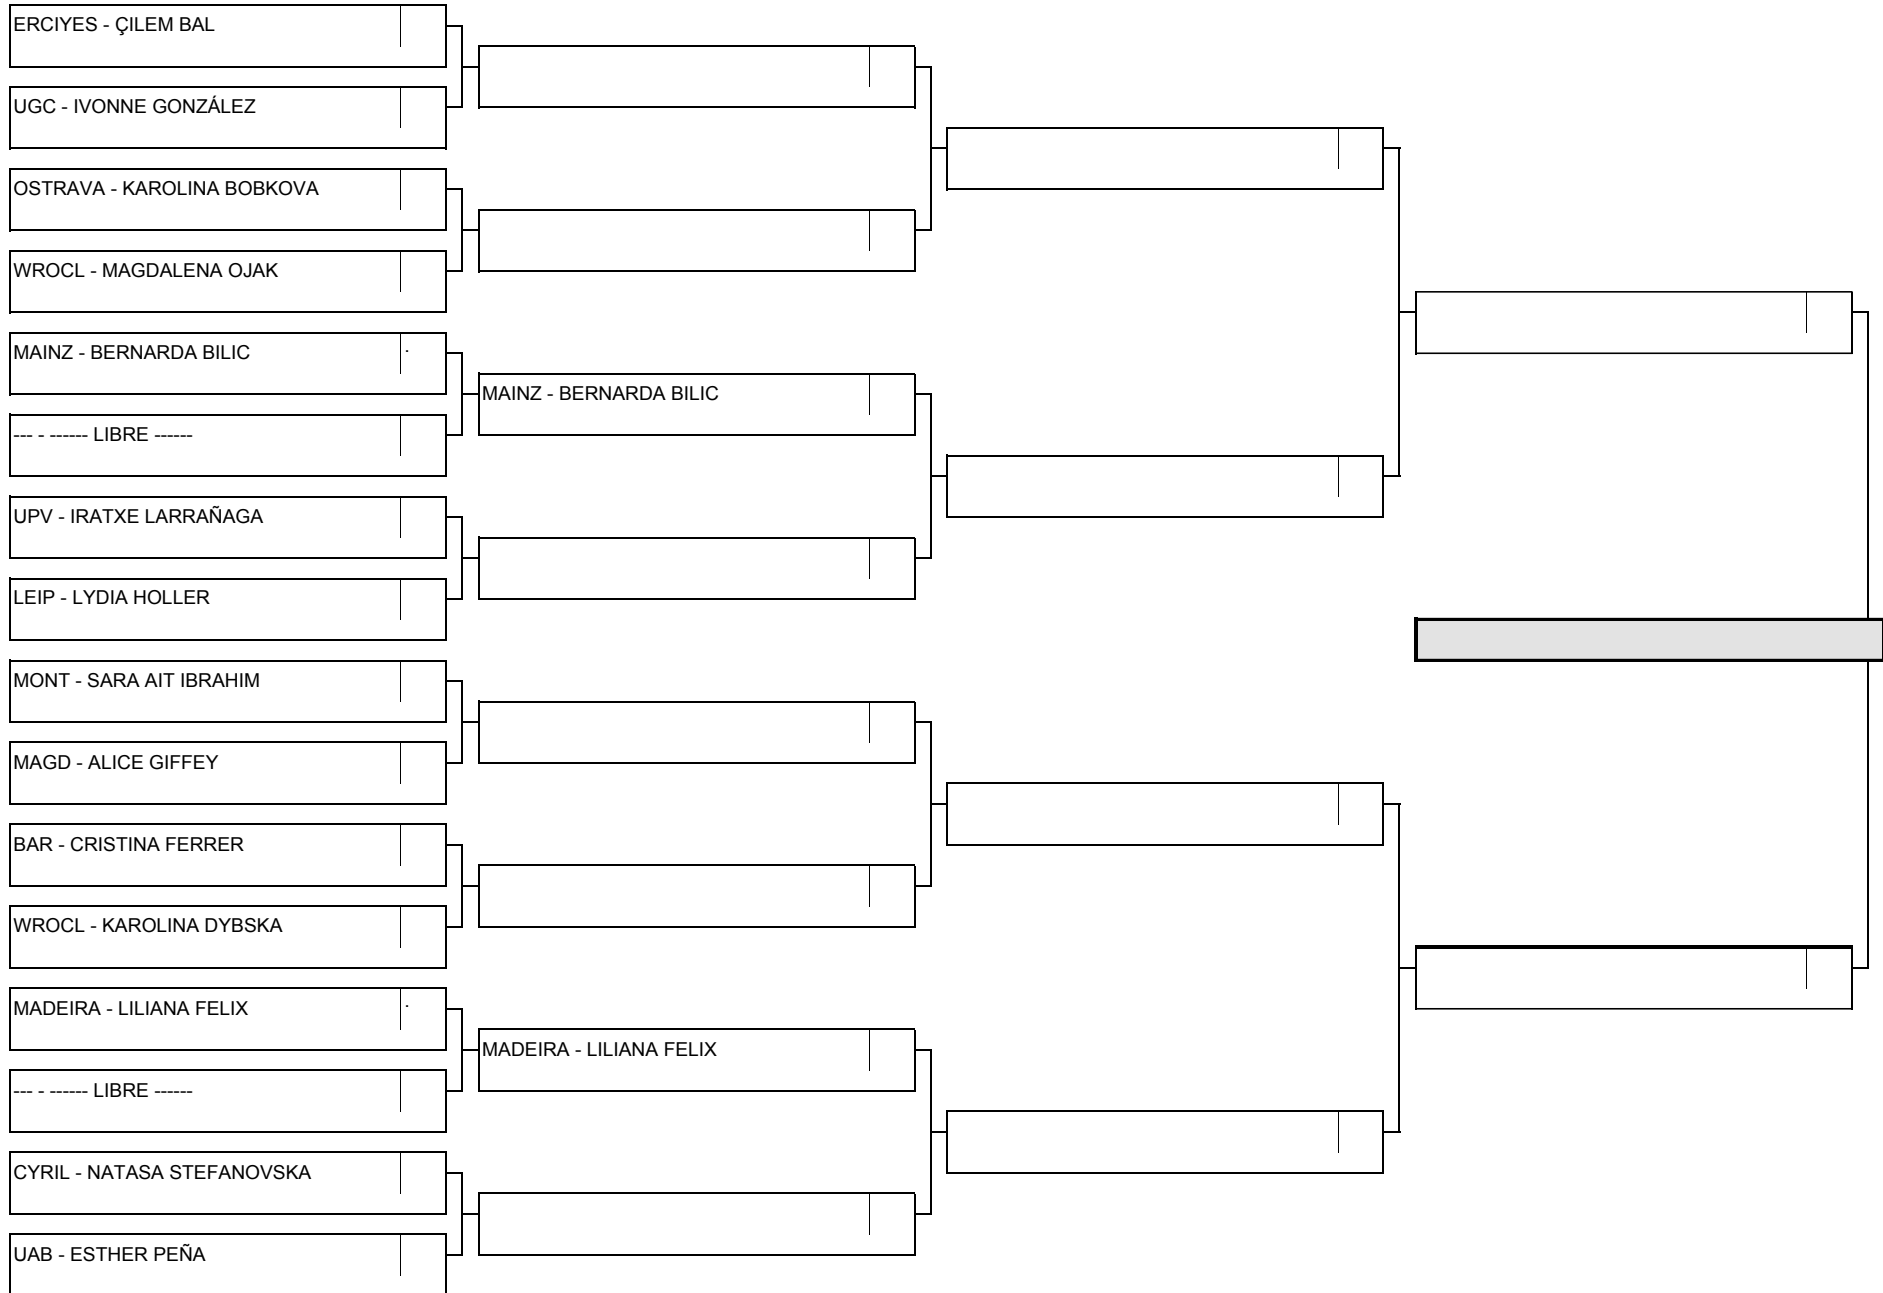 ERCIYES - ÇILEM BAL
UGC - IVONNE GONZÁLEZ
OSTRAVA - KAROLINA BOBKOVA
WROCL - MAGDALENA OJAK
MAINZ - BERNARDA BILIC
MAINZ - BERNARDA BILIC
--- - ------ LIBRE ------
UPV - IRATXE LARRAÑAGA
LEIP - LYDIA HOLLER
MONT - SARA AIT IBRAHIM
MAGD - ALICE GIFFEY
BAR - CRISTINA FERRER
WROCL - KAROLINA DYBSKA
MADEIRA - LILIANA FELIX
MADEIRA - LILIANA FELIX
--- - ------ LIBRE ------
CYRIL - NATASA STEFANOVSKA
UAB - ESTHER PEÑA